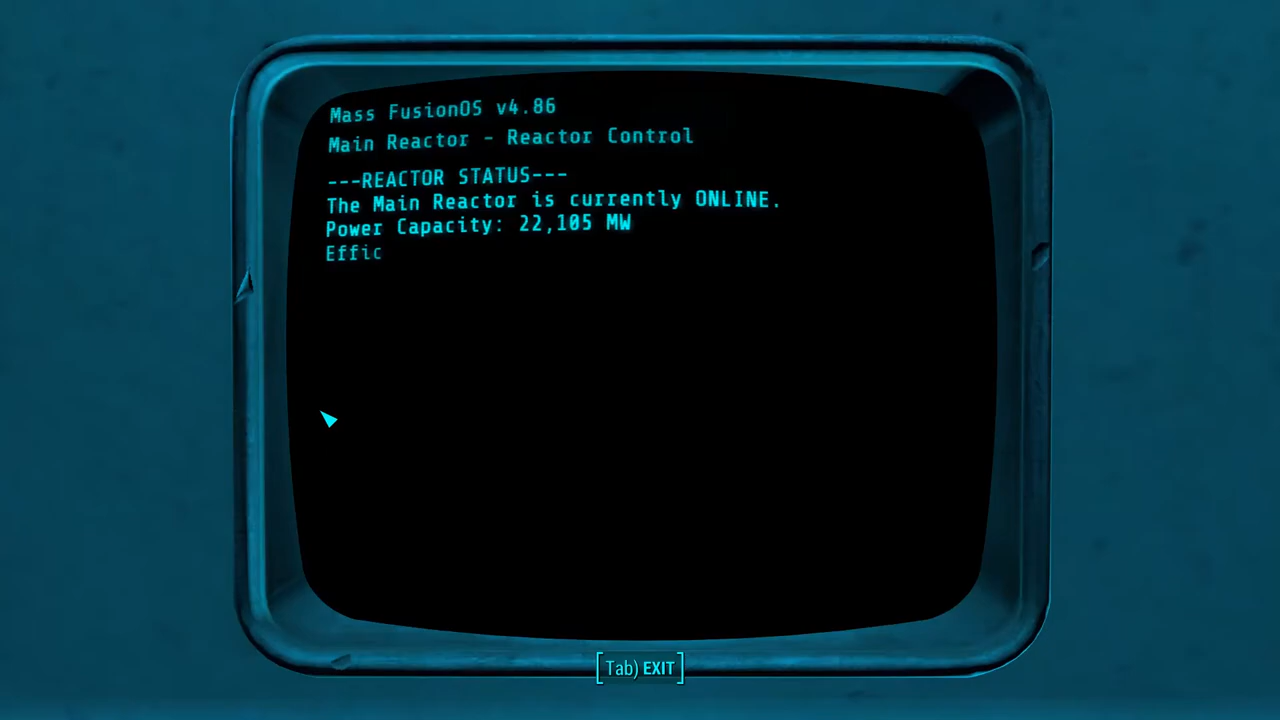 Mass FusionOS v4.86
Main Reactor - Reactor Control
---REACTOR STATUS---
The Main Reactor is currently ONLINE.
Power Capacity: 22,105 MW
Effic
[Tab) EXIT]